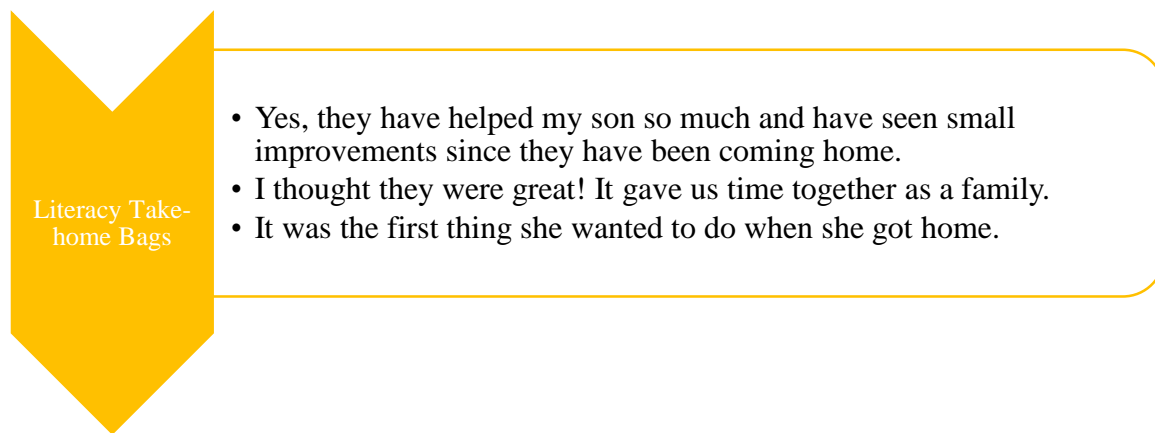 Literacy Take-
home Bags
• Yes, they have helped my son so much and have seen small
improvements since they have been coming home.
• I thought they were great! It gave us time together as a family.
• It was the first thing she wanted to do when she got home.